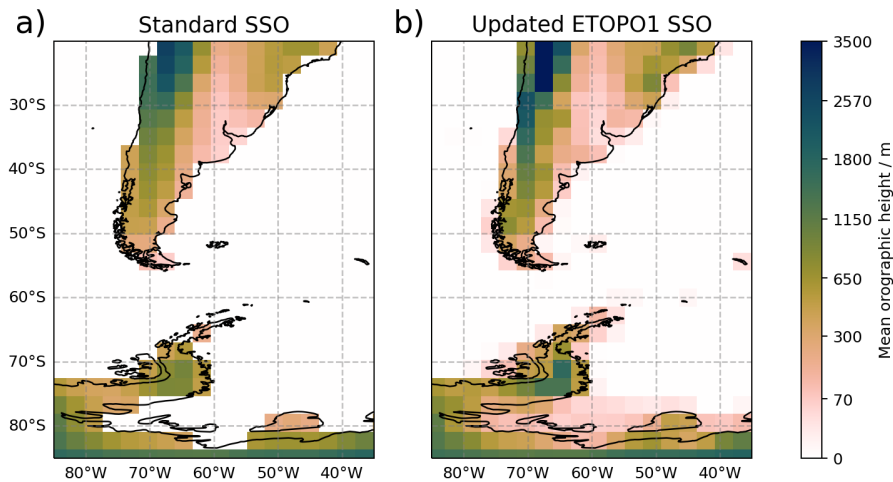 a) Standard SSO
b) Updated ETOPO1 SSO
30°S
40°S
50°S
60°S
70°S
80°S
80°W 70°W 60°W 50°W 40°W
80°W 70°W 60°W 50°W 40°W
3500
2570
1800
1150
650
300
70
0
Mean orographic height / m